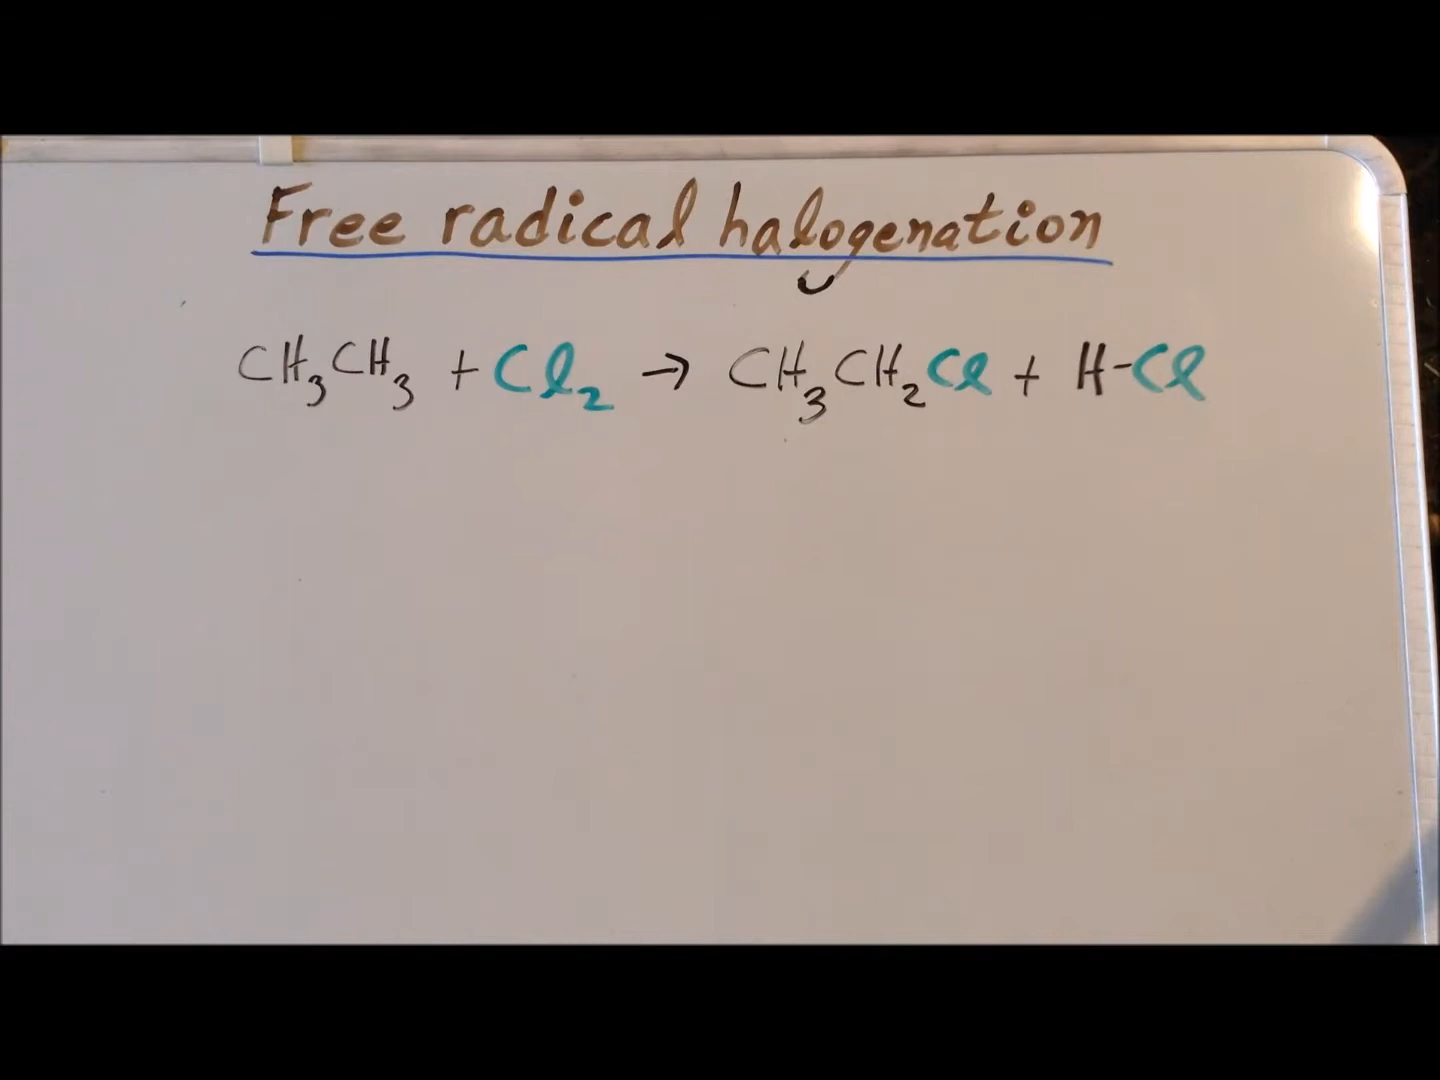 Free radical halogenation
CH₃CH₃ + Cl₂ → CH₃CH₂Cl + H-Cl